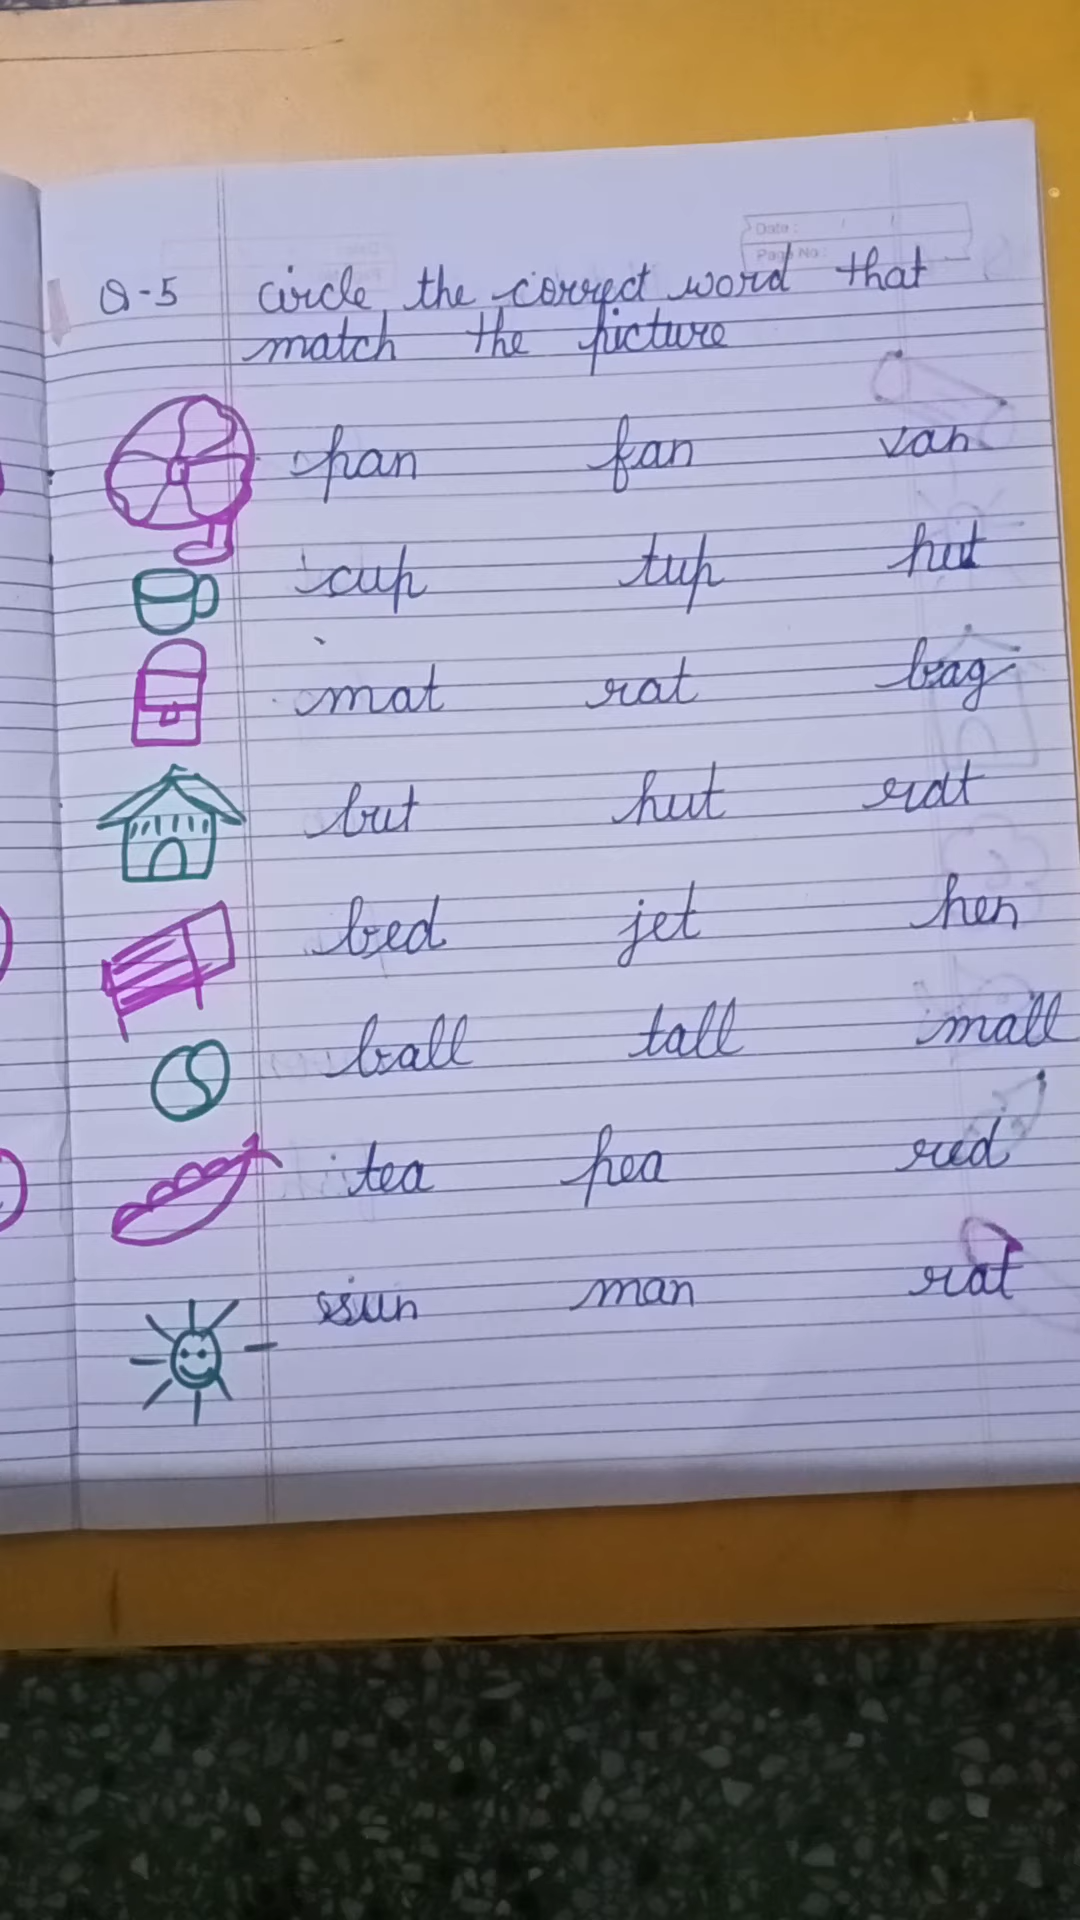 Date :
Page No :
Q-5 circle the correct word that
match the picture
pan fan van
cup tup hut
mat rat bag
but hut rat
bed jet hen
ball tall mall
tea pea red
sun man rat